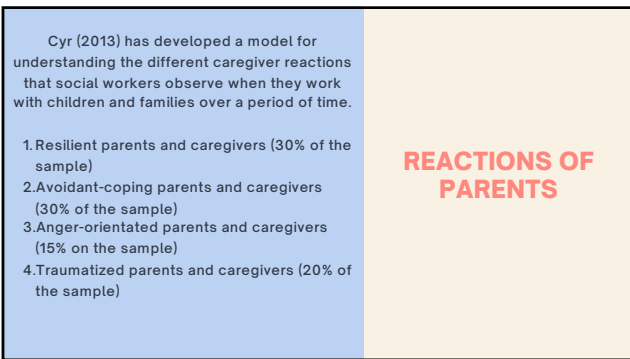 Cyr (2013) has developed a model for
understanding the different caregiver reactions
that social workers observe when they work
with children and families over a period of time.
1. Resilient parents and caregivers (30% of the
sample)
2.Avoidant-coping parents and caregivers
(30% of the sample)
3.Anger-orientated parents and caregivers
(15% on the sample)
4.Traumatized parents and caregivers (20% of
the sample)
REACTIONS OF
PARENTS